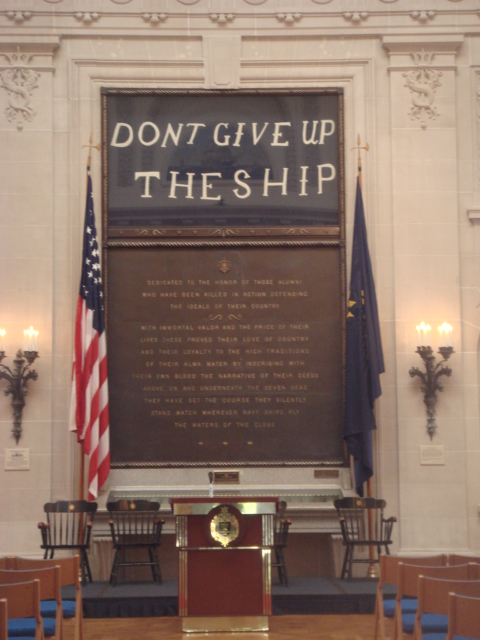 DONT GIVE UP
THE SHIP
DEDICATED TO THE HONOR OF THOSE ALUMNI
WHO HAVE BEEN KILLED IN ACTION DEFENDING
THE IDEALS OF THEIR COUNTRY
WITH IMMORTAL VALOR AND THE PRICE OF THEIR
LIVES THESE PROVED THEIR LOVE OF COUNTRY
AND THEIR LOYALTY TO THE HIGH TRADITIONS
OF THEIR ALMA MATER BY INSCRIBING WITH
THEIR OWN BLOOD THE NARRATIVE OF THEIR DEEDS
ABOVE ON AND UNDERNEATH THE SEVEN SEAS
THEY HAVE SET THE COURSE THEY SILENTLY
STAND WATCH WHEREVER NAVY SHIPS PLY
THE WATERS OF THE GLOBE